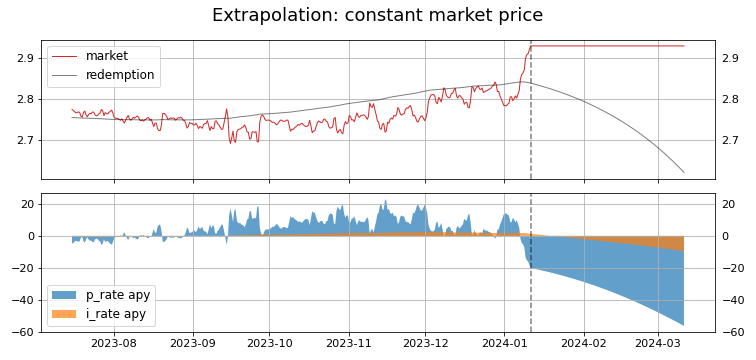 Extrapolation: constant market price
2.9 2.9
market
redemption
2.8 2.8
2.7 2.7
20 20
0 0
−20 −20
−40 −40
p_rate apy
i_rate apy
−60 −60
2023-08 2023-09 2023-10 2023-11 2023-12 2024-01 2024-02 2024-03